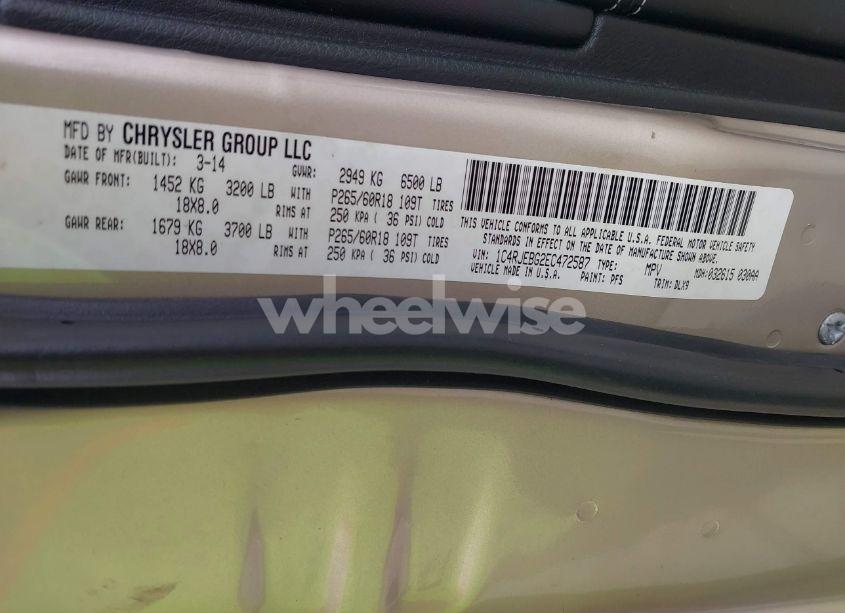 MFD BY CHRYSLER GROUP LLC
DATE OF MFR(BUILT): 3-14 GVWR: 2949 KG 6500 LB
GAWR FRONT: 1452 KG 3200 LB WITH P265/60R18 109T TIRES
18X8.0 RIMS AT 250 KPA ( 36 PSI) COLD
GAWR REAR: 1679 KG 3700 LB WITH P265/60R18 109T TIRES
18X8.0 RIMS AT 250 KPA ( 36 PSI) COLD
THIS VEHICLE CONFORMS TO ALL APPLICABLE U.S.A. FEDERAL MOTOR VEHICLE SAFETY
STANDARDS IN EFFECT ON THE DATE OF MANUFACTURE SHOWN ABOVE.
VIN: 1C4RJEBG2EC472587 TYPE: MPV MDH: 032615 030AA
VEHICLE MADE IN U.S.A. PAINT: PFS TRIM: DLX9
wheelwise